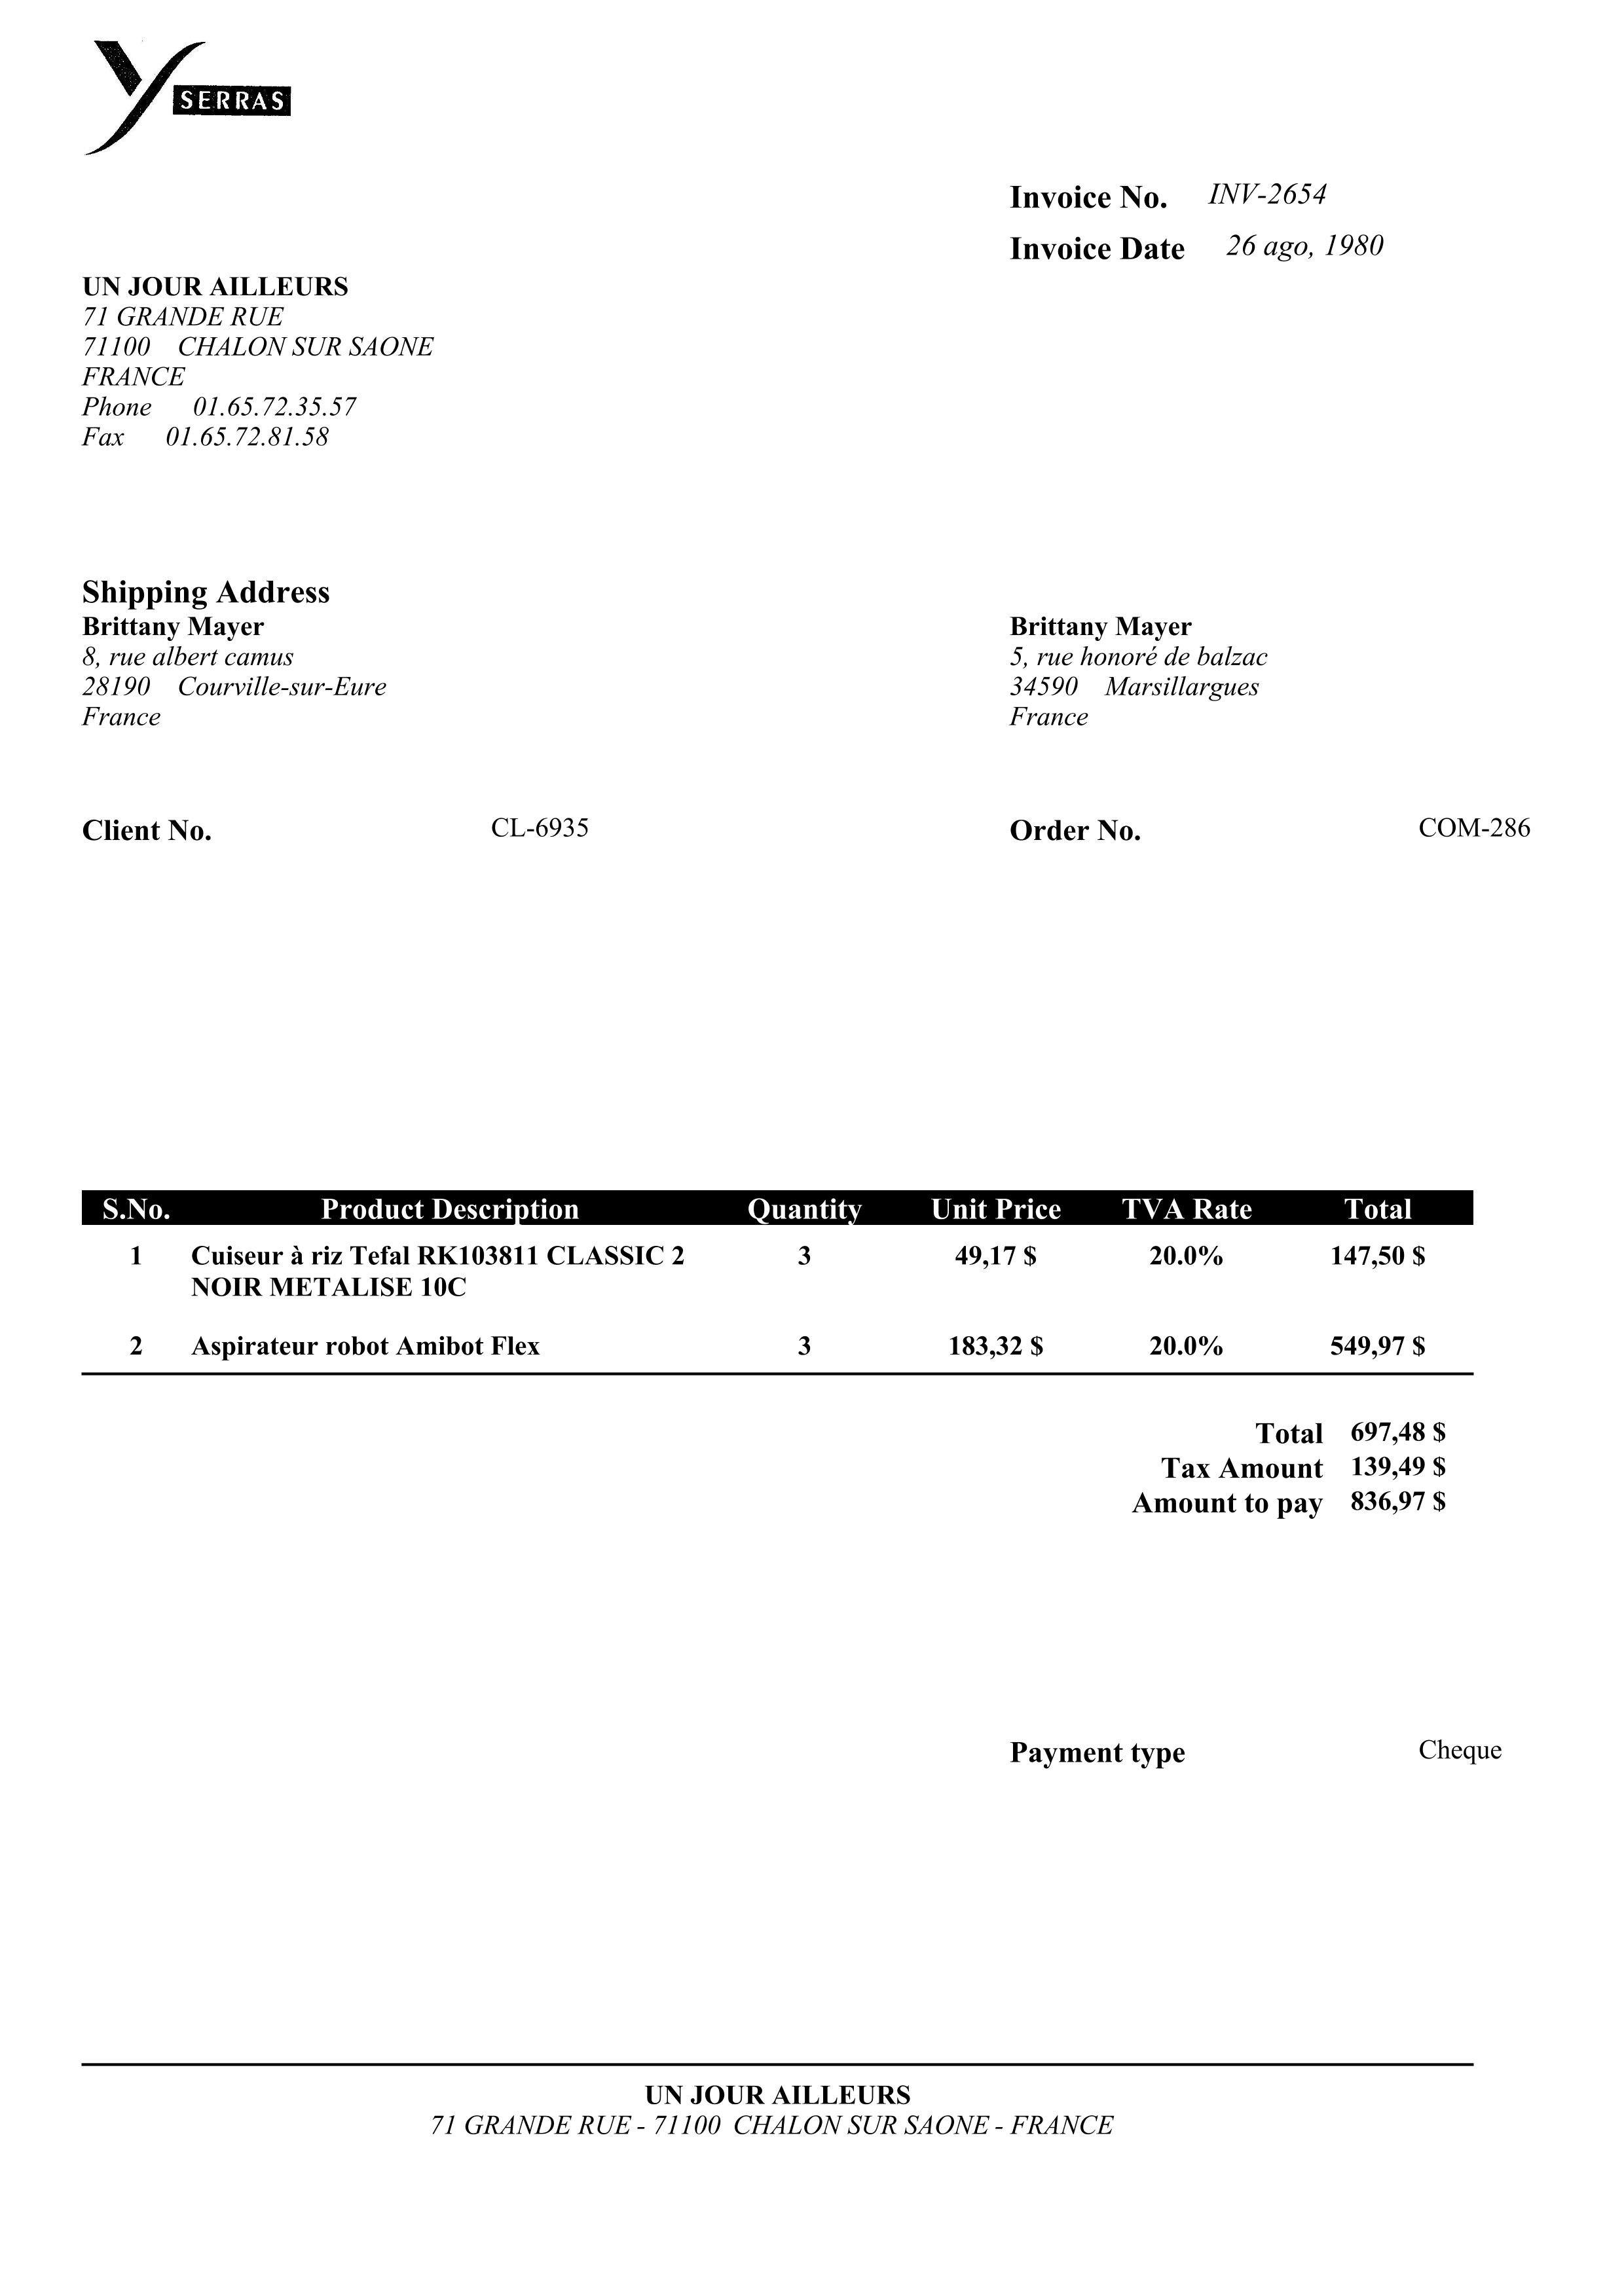 Y SERRAS
Invoice No. INV-2654
Invoice Date 26 ago, 1980
UN JOUR AILLEURS
71 GRANDE RUE
71100 CHALON SUR SAONE
FRANCE
Phone 01.65.72.35.57
Fax 01.65.72.81.58
Shipping Address
Brittany Mayer
8, rue albert camus
28190 Courville-sur-Eure
France
Brittany Mayer
5, rue honoré de balzac
34590 Marsillargues
France
Client No. CL-6935
Order No. COM-286
S.No. Product Description Quantity Unit Price TVA Rate Total
1 Cuiseur à riz Tefal RK103811 CLASSIC 2 3 49,17 $ 20.0% 147,50 $
NOIR METALISE 10C
2 Aspirateur robot Amibot Flex 3 183,32 $ 20.0% 549,97 $
Total 697,48 $
Tax Amount 139,49 $
Amount to pay 836,97 $
Payment type Cheque
UN JOUR AILLEURS
71 GRANDE RUE - 71100 CHALON SUR SAONE - FRANCE